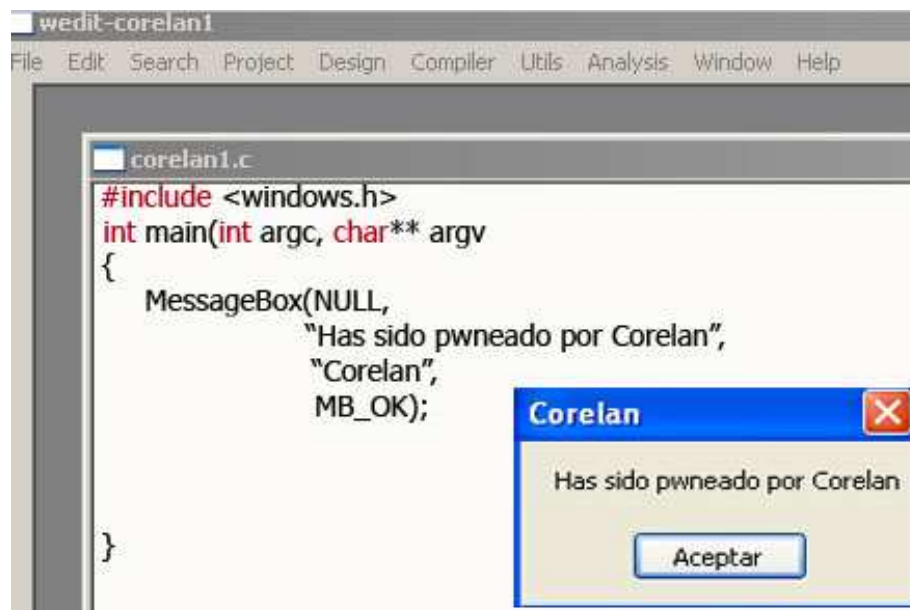 wedit-corelan1
File Edit Search Project Design Compiler Utils Analysis Window Help
corelan1.c
#include <windows.h>
int main(int argc, char** argv
{
MessageBox(NULL,
“Has sido pwneado por Corelan”,
“Corelan”,
MB_OK);
}
Corelan
Has sido pwneado por Corelan
Aceptar